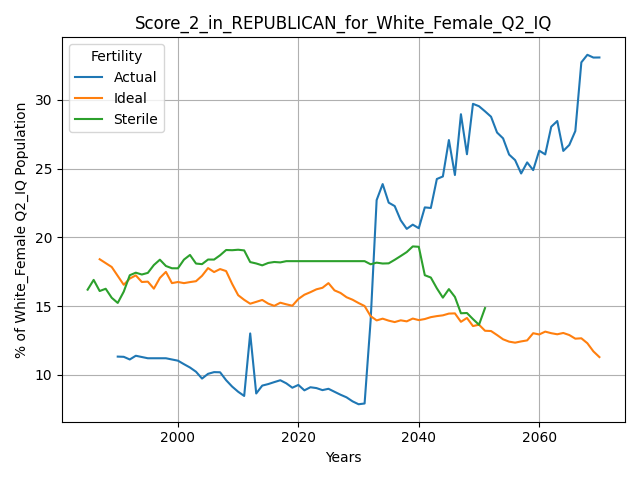 Score_2_in_REPUBLICAN_for_White_Female_Q2_IQ
Fertility
Actual
Ideal
Sterile
% of White_Female Q2_IQ Population
30
25
20
15
10
2000
2020
2040
2060
Years